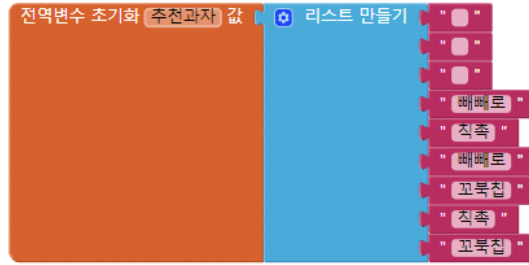 전역변수 초기화 추천과자 값 리스트 만들기 " "
" "
" "
" 빼빼로 "
" 칙촉 "
" 빼빼로 "
" 꼬북칩 "
" 칙촉 "
" 꼬북칩 "